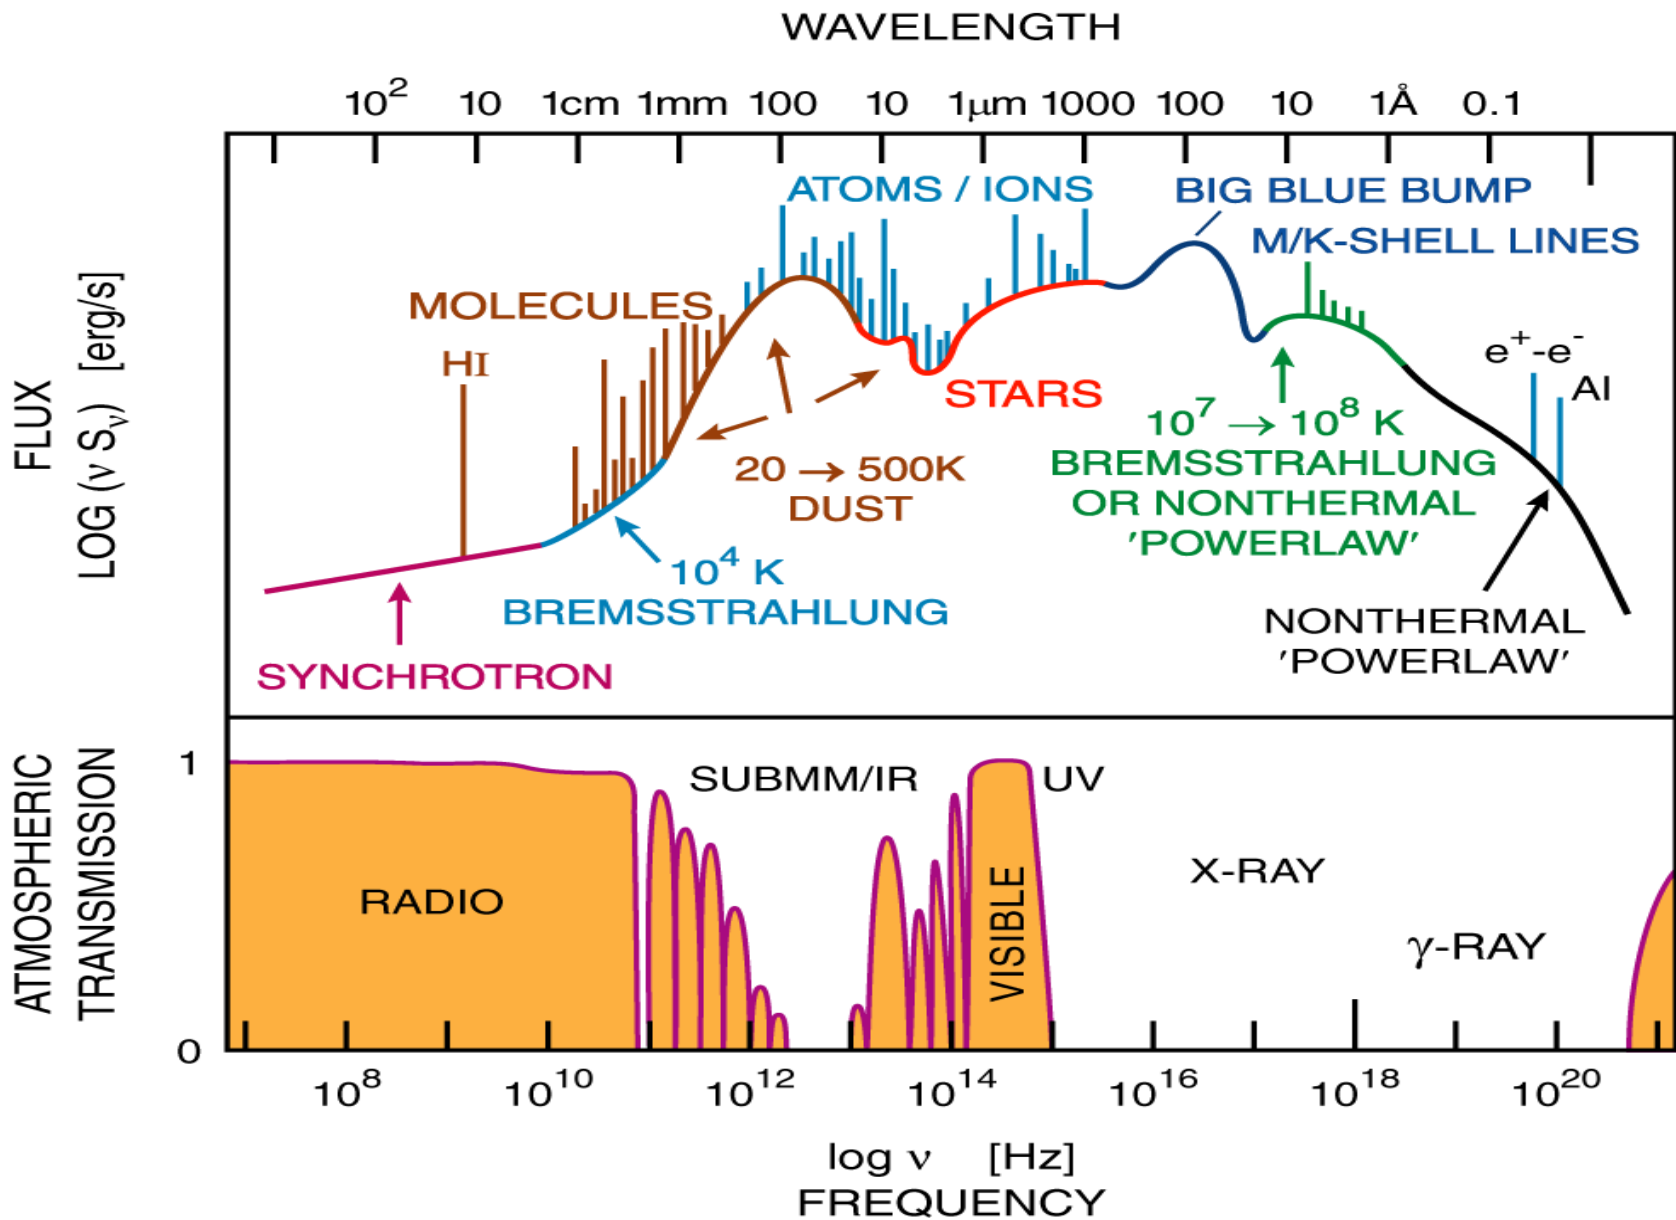 WAVELENGTH
10² 10 1cm 1mm 100 10 1μm 1000 100 10 1Å 0.1
FLUX
LOG (ν Sν) [erg/s]
ATOMS / IONS
BIG BLUE BUMP
M/K-SHELL LINES
MOLECULES
HI
e⁺-e⁻
Al
STARS
20 → 500K
DUST
10⁷ → 10⁸ K
BREMSSTRAHLUNG
OR NONTHERMAL
'POWERLAW'
10⁴ K
BREMSSTRAHLUNG
NONTHERMAL
'POWERLAW'
SYNCHROTRON
ATMOSPHERIC
TRANSMISSION
1
0
SUBMM/IR
UV
RADIO
VISIBLE
X-RAY
γ-RAY
10⁸ 10¹⁰ 10¹² 10¹⁴ 10¹⁶ 10¹⁸ 10²⁰
log ν [Hz]
FREQUENCY